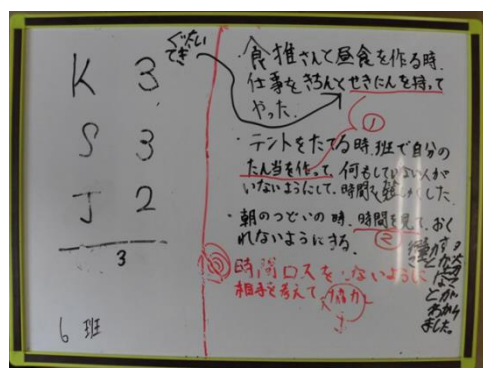 K 3
S 3
J 2
3
6班
ぐたい
てき
・食推さんと昼食を作る時
仕事をきちんとせきにんを持って
やった.
①
・テントをたてる時、班で自分の
たん当を作って、何もしていない人が
いないようにして、時間を短しゅくした.
・朝のつどいの時、時間を見て、おく
れないようにする.
②
時間ロスをしないように
相手を考えて
協力
大切
なこ
とが
わかり
ました。